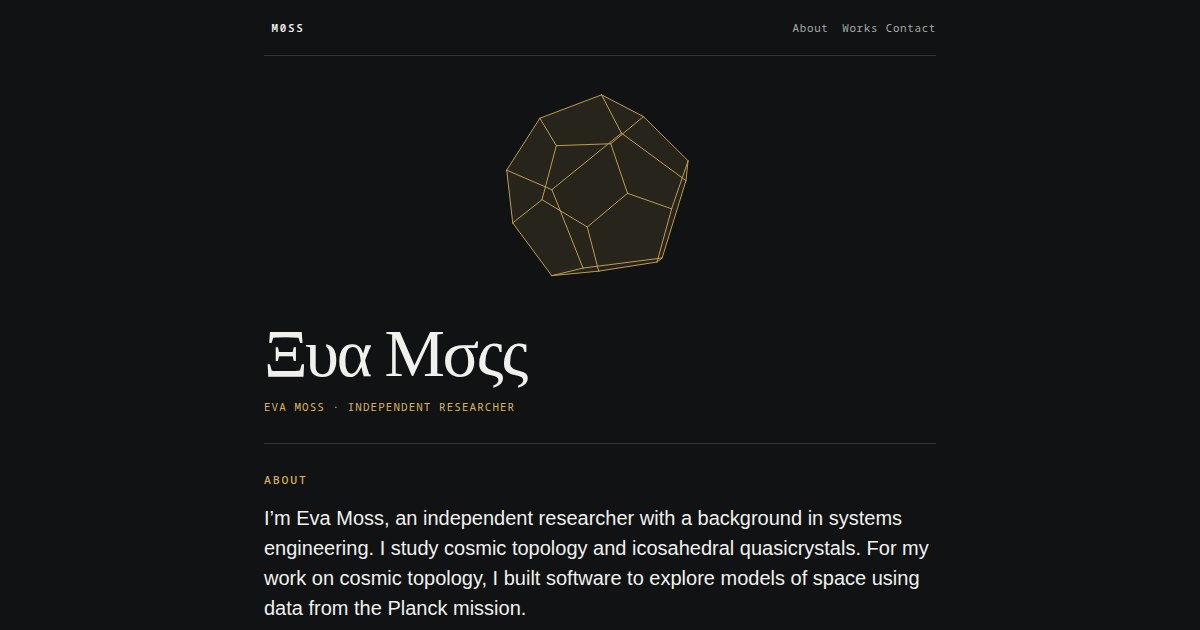 MØSS
About Works Contact
Ξυα Μσςς
EVA MOSS · INDEPENDENT RESEARCHER
ABOUT
I’m Eva Moss, an independent researcher with a background in systems
engineering. I study cosmic topology and icosahedral quasicrystals. For my
work on cosmic topology, I built software to explore models of space using
data from the Planck mission.